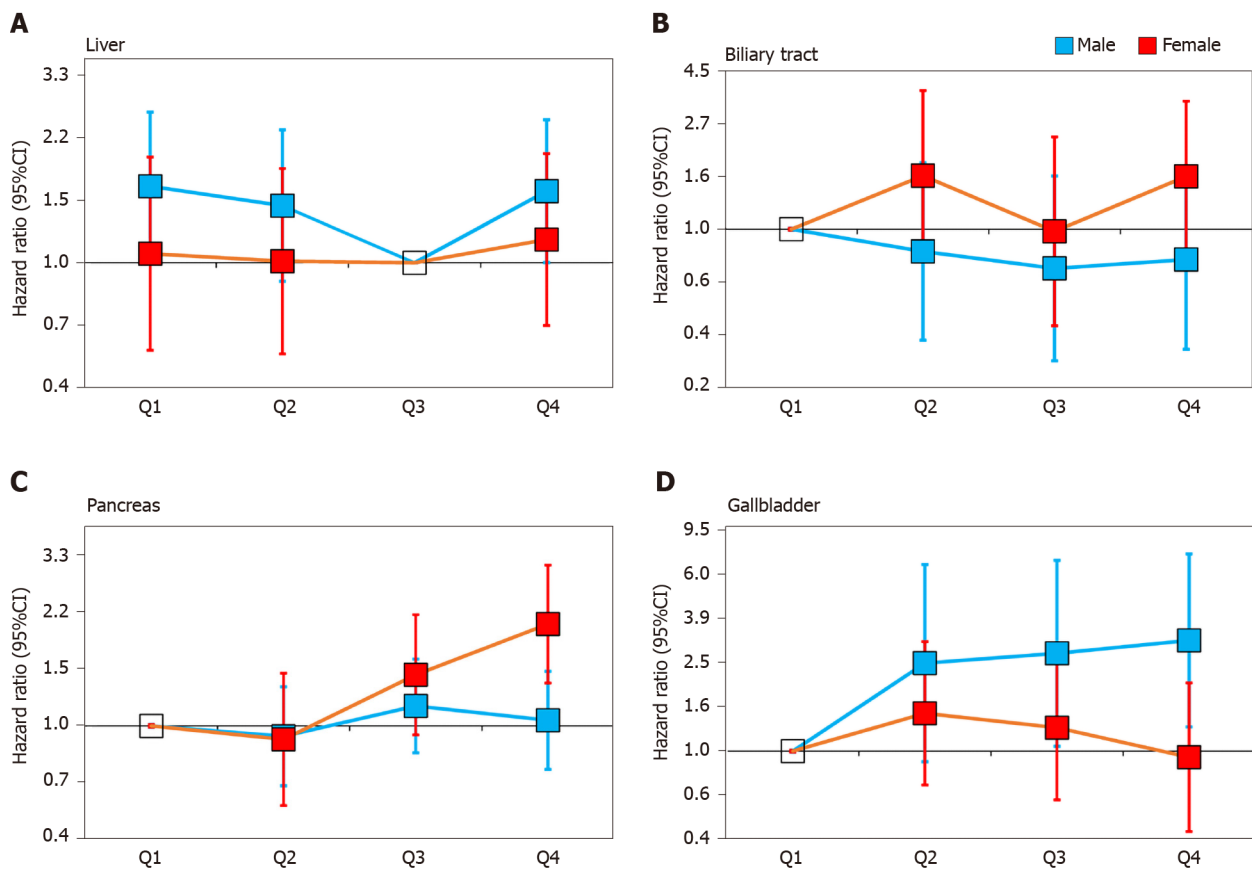 A
Liver
Hazard ratio (95%CI)
3.3
2.2
1.5
1.0
0.7
0.4
Q1 Q2 Q3 Q4
B
Biliary tract
Male Female
Hazard ratio (95%CI)
4.5
2.7
1.6
1.0
0.6
0.4
0.2
Q1 Q2 Q3 Q4
C
Pancreas
Hazard ratio (95%CI)
3.3
2.2
1.5
1.0
0.7
0.4
Q1 Q2 Q3 Q4
D
Gallbladder
Hazard ratio (95%CI)
9.5
6.0
3.9
2.5
1.6
1.0
0.6
0.4
Q1 Q2 Q3 Q4